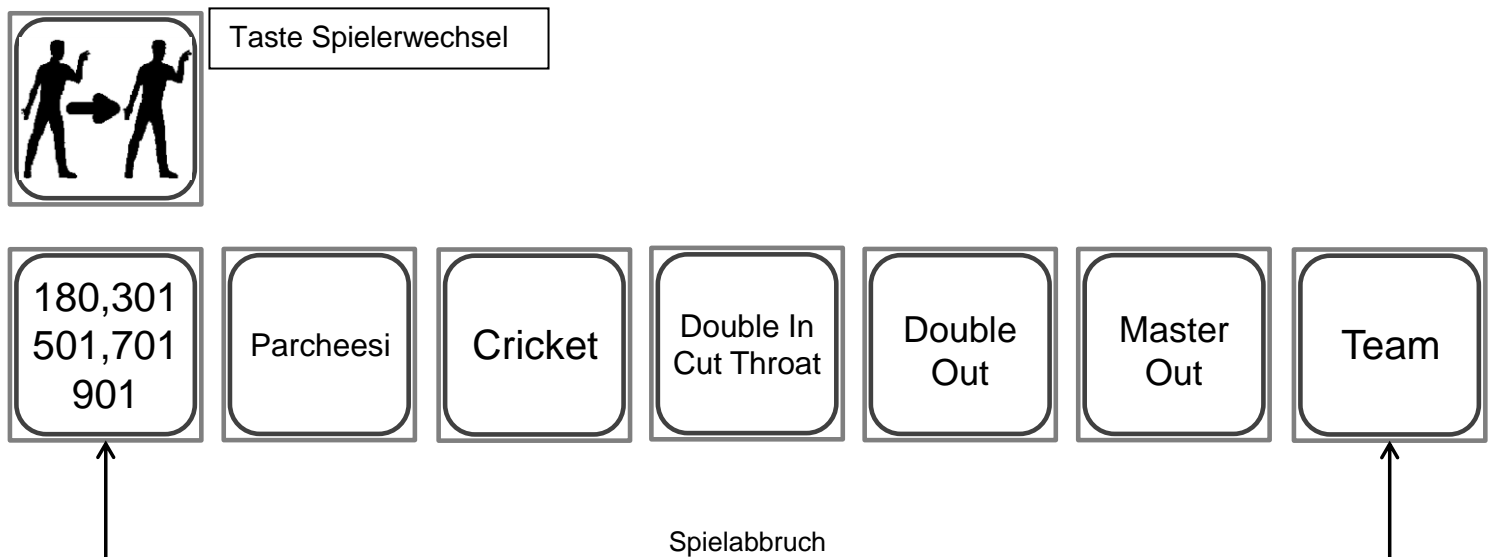 Taste Spielerwechsel
180,301
501,701
901
Parcheesi
Cricket
Double In
Cut Throat
Double
Out
Master
Out
Team
Spielabbruch